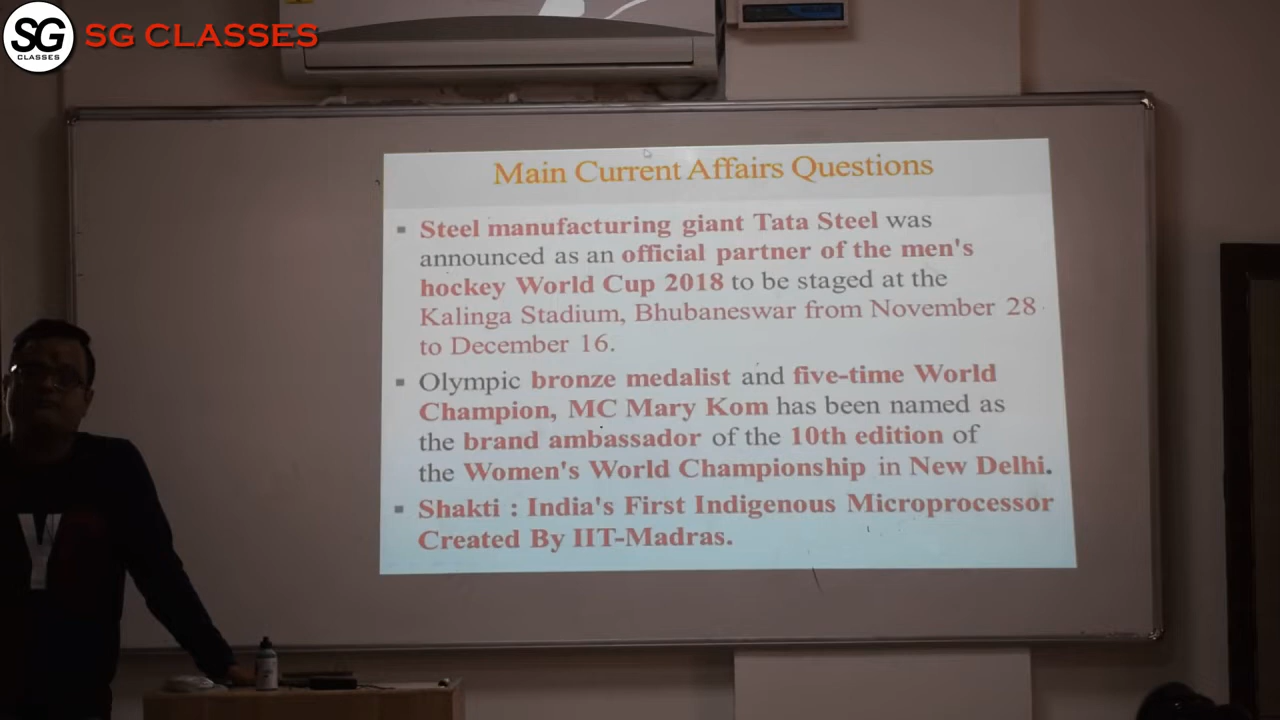 SG
CLASSES
SG CLASSES
Main Current Affairs Questions
Steel manufacturing giant Tata Steel was
announced as an official partner of the men's
hockey World Cup 2018 to be staged at the
Kalinga Stadium, Bhubaneswar from November 28
to December 16.
Olympic bronze medalist and five-time World
Champion, MC Mary Kom has been named as
the brand ambassador of the 10th edition of
the Women's World Championship in New Delhi.
Shakti : India's First Indigenous Microprocessor
Created By IIT-Madras.